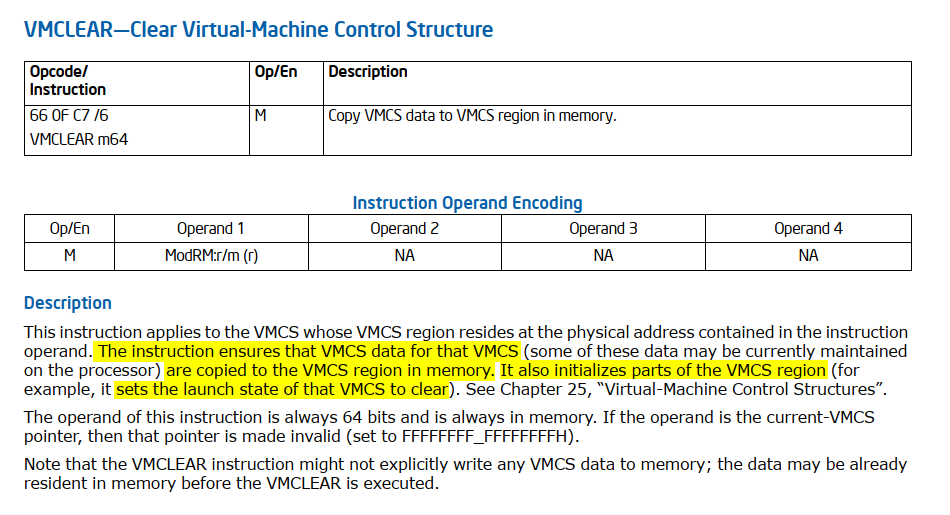 VMCLEAR—Clear Virtual-Machine Control Structure
Opcode/ Op/En Description
Instruction
66 0F C7 /6 M Copy VMCS data to VMCS region in memory.
VMCLEAR m64
Instruction Operand Encoding
Op/En Operand 1 Operand 2 Operand 3 Operand 4
M ModRM:r/m (r) NA NA NA
Description
This instruction applies to the VMCS whose VMCS region resides at the physical address contained in the instruction
operand. The instruction ensures that VMCS data for that VMCS (some of these data may be currently maintained
on the processor) are copied to the VMCS region in memory. It also initializes parts of the VMCS region (for
example, it sets the launch state of that VMCS to clear). See Chapter 25, “Virtual-Machine Control Structures”.
The operand of this instruction is always 64 bits and is always in memory. If the operand is the current-VMCS
pointer, then that pointer is made invalid (set to FFFFFFFF_FFFFFFFFH).
Note that the VMCLEAR instruction might not explicitly write any VMCS data to memory; the data may be already
resident in memory before the VMCLEAR is executed.